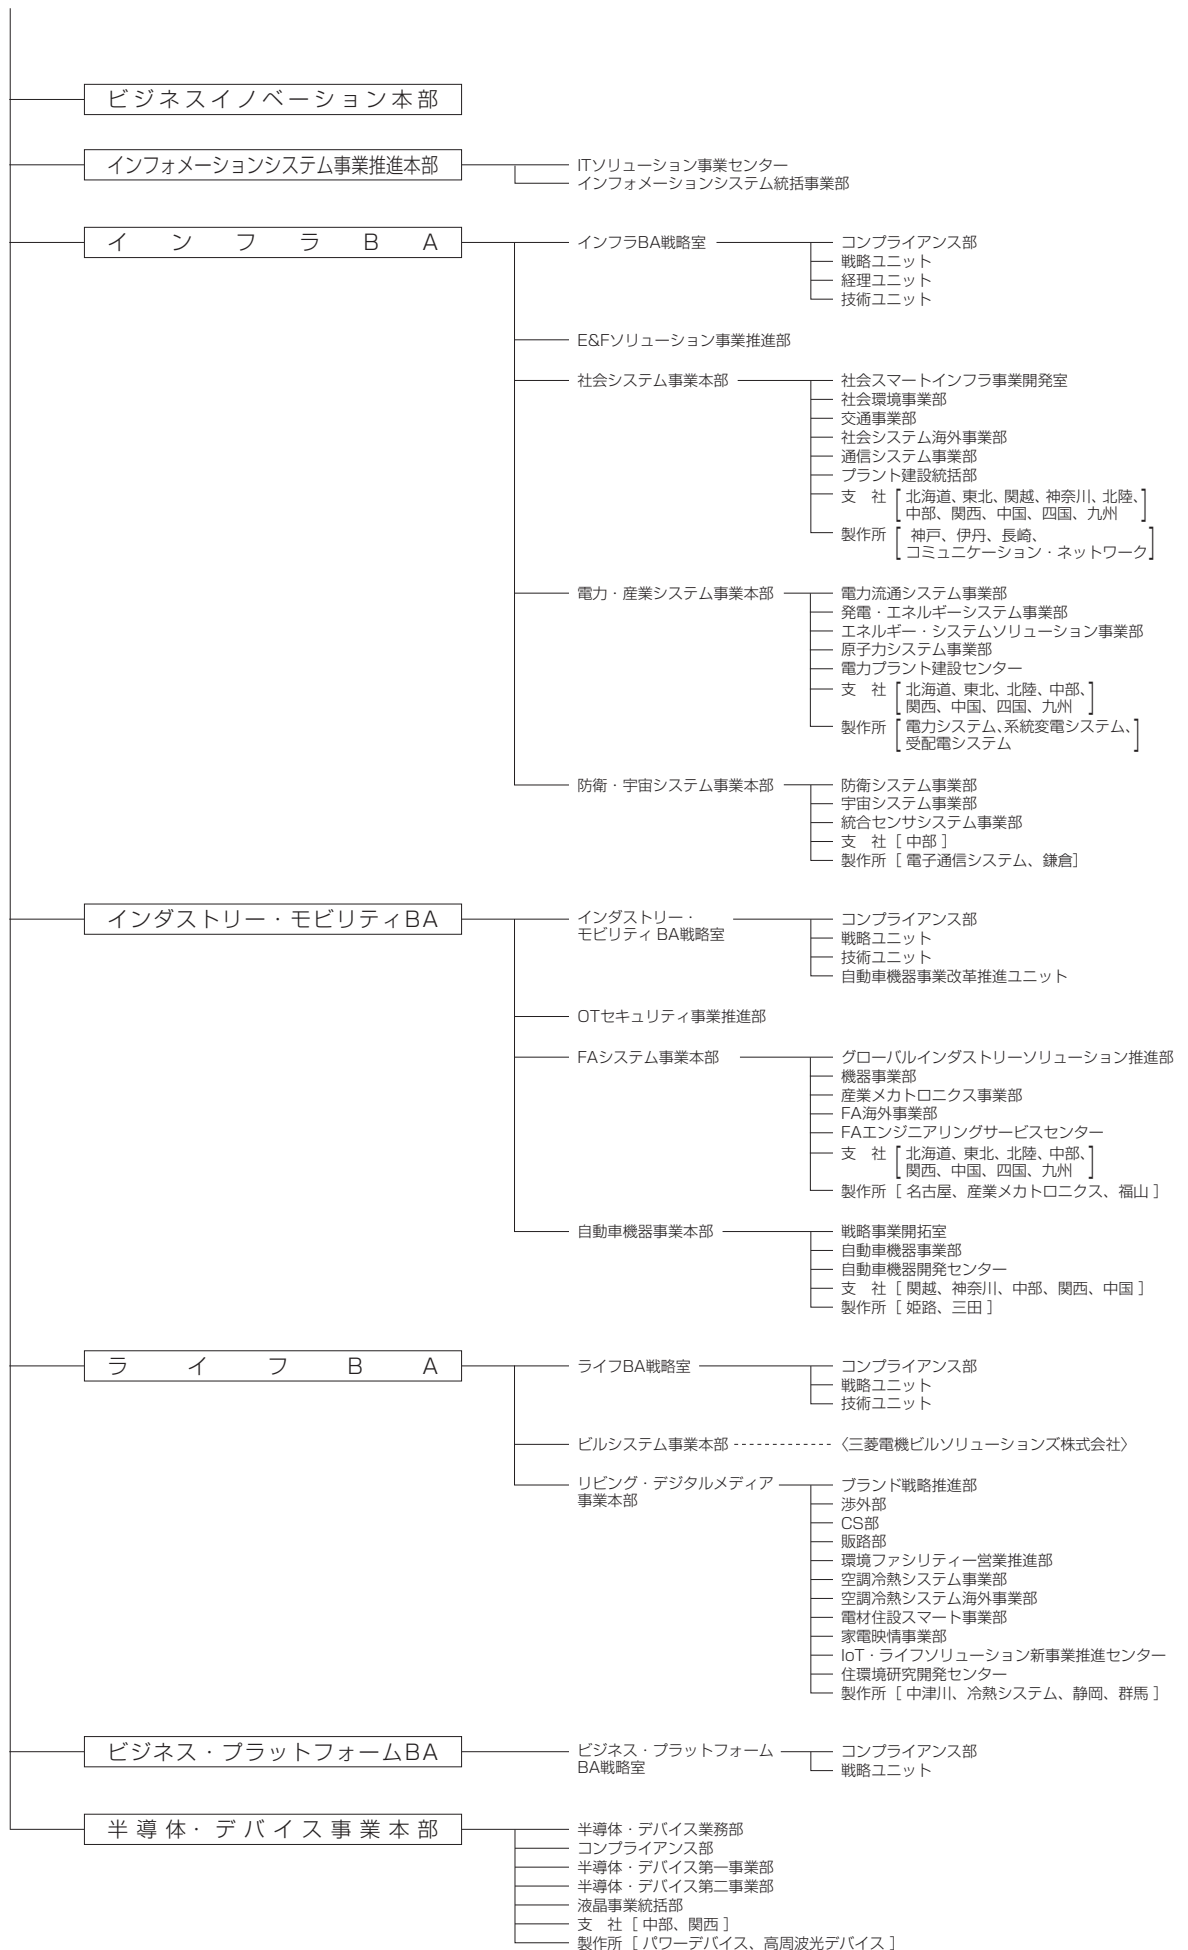 ビジネスイノベーション本部
インフォメーションシステム事業推進本部
ITソリューション事業センター
インフォメーションシステム統括事業部
インフラBA
インフラBA戦略室
コンプライアンス部
戦略ユニット
経理ユニット
技術ユニット
E&Fソリューション事業推進部
社会システム事業本部
社会スマートインフラ事業開発室
社会環境事業部
交通事業部
社会システム海外事業部
通信システム事業部
プラント建設統括部
支 社 [ 北海道、東北、関越、神奈川、北陸、
中部、関西、中国、四国、九州 ]
製作所 [ 神戸、伊丹、長崎、
コミュニケーション・ネットワーク ]
電力・産業システム事業本部
電力流通システム事業部
発電・エネルギーシステム事業部
エネルギー・システムソリューション事業部
原子力システム事業部
電力プラント建設センター
支 社 [ 北海道、東北、北陸、中部、
関西、中国、四国、九州 ]
製作所 [ 電力システム、系統変電システム、
受配電システム ]
防衛・宇宙システム事業本部
防衛システム事業部
宇宙システム事業部
統合センサシステム事業部
支 社 [ 中部 ]
製作所 [ 電子通信システム、鎌倉]
インダストリー・モビリティBA
インダストリー・
モビリティ BA戦略室
コンプライアンス部
戦略ユニット
技術ユニット
自動車機器事業改革推進ユニット
OTセキュリティ事業推進部
FAシステム事業本部
グローバルインダストリーソリューション推進部
機器事業部
産業メカトロニクス事業部
FA海外事業部
FAエンジニアリングサービスセンター
支 社 [ 北海道、東北、北陸、中部、
関西、中国、四国、九州 ]
製作所 [ 名古屋、産業メカトロニクス、福山 ]
自動車機器事業本部
戦略事業開拓室
自動車機器事業部
自動車機器開発センター
支 社 [ 関越、神奈川、中部、関西、中国 ]
製作所 [ 姫路、三田 ]
ライフBA
ライフBA戦略室
コンプライアンス部
戦略ユニット
技術ユニット
ビルシステム事業本部
〈三菱電機ビルソリューションズ株式会社〉
リビング・デジタルメディア
事業本部
ブランド戦略推進部
渉外部
CS部
販路部
環境ファシリティー営業推進部
空調冷熱システム事業部
空調冷熱システム海外事業部
電材住設スマート事業部
家電映情事業部
IoT・ライフソリューション新事業推進センター
住環境研究開発センター
製作所 [ 中津川、冷熱システム、静岡、群馬 ]
ビジネス・プラットフォームBA
ビジネス・プラットフォーム
BA戦略室
コンプライアンス部
戦略ユニット
半導体・デバイス事業本部
半導体・デバイス業務部
コンプライアンス部
半導体・デバイス第一事業部
半導体・デバイス第二事業部
液晶事業統括部
支 社 [ 中部、関西 ]
製作所 [ パワーデバイス、高周波光デバイス ]